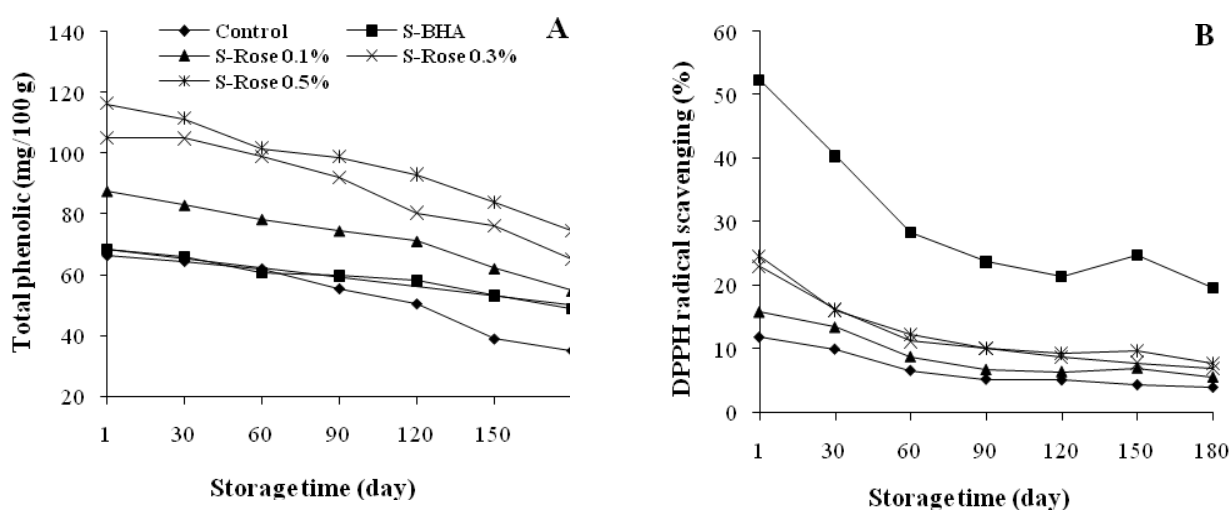 A
Control
S-BHA
S-Rose 0.1%
S-Rose 0.3%
S-Rose 0.5%
Total phenolic (mg/100 g)
140
120
100
80
60
40
20
1 30 60 90 120 150
Storage time (day)
B
DPPH radical scavenging (%)
60
50
40
30
20
10
0
1 30 60 90 120 150 180
Storage time (day)